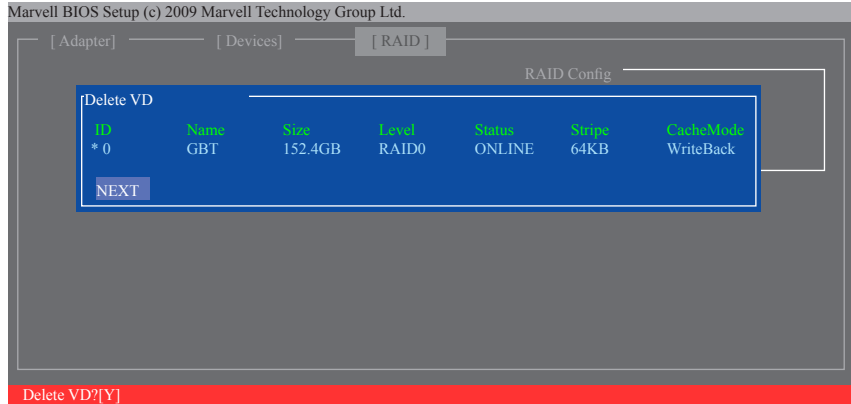 Marvell BIOS Setup (c) 2009 Marvell Technology Group Ltd.
[ Adapter] [ Devices] [ RAID ]
RAID Config
Delete VD
ID Name Size Level Status Stripe CacheMode
* 0 GBT 152.4GB RAID0 ONLINE 64KB WriteBack
NEXT
Delete VD?[Y]